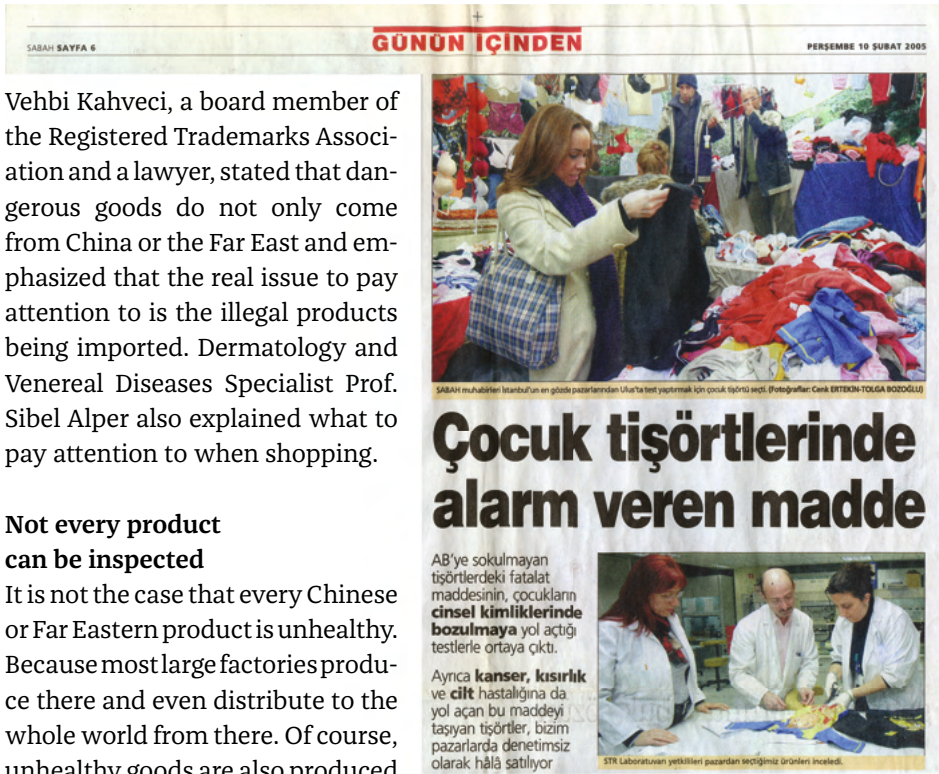 SABAH SAYFA 6
GÜNÜN İÇİNDEN
PERŞEMBE 10 ŞUBAT 2005
Vehbi Kahveci, a board member of
the Registered Trademarks Associ-
ation and a lawyer, stated that dan-
gerous goods do not only come
from China or the Far East and em-
phasized that the real issue to pay
attention to is the illegal products
being imported. Dermatology and
Venereal Diseases Specialist Prof.
Sibel Alper also explained what to
pay attention to when shopping.
Not every product
can be inspected
It is not the case that every Chinese
or Far Eastern product is unhealthy.
Because most large factories produ-
ce there and even distribute to the
whole world from there. Of course,
unhealthy goods are also produced
SABAH muhabirleri İstanbul'un en gözde pazarlarından Ulus'ta test yaptırmak için çocuk tişörtü seçti. (Fotoğraflar: Cenk ERTEKİN-TOLGA BOZOĞLU)
Çocuk tişörtlerinde
alarm veren madde
AB'ye sokulmayan
tişörtlerdeki fatalat
maddesinin, çocukların
cinsel kimliklerinde
bozulmaya yol açtığı
testlerle ortaya çıktı.
Ayrıca kanser, kısırlık
ve cilt hastalığına da
yol açan bu maddeyi
taşıyan tişörtler, bizim
pazarlarda denetimsiz
olarak hâlâ satılıyor
STR Laboratuvarı yetkilileri pazardan seçtiğimiz ürünleri inceledi.